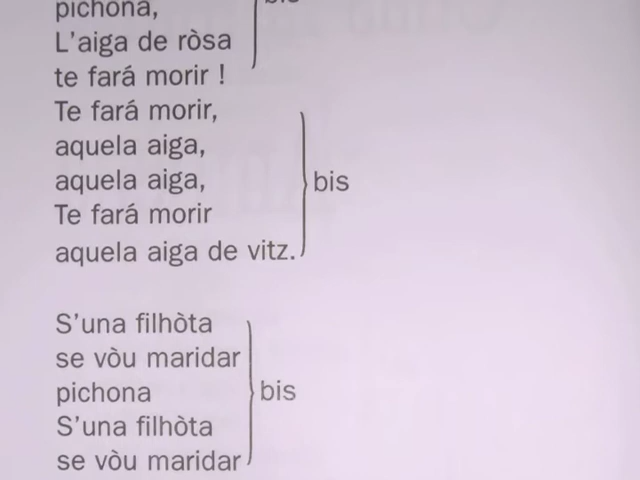 pichona,
bis
L'aiga de ròsa
te fará morir !
Te fará morir,
aquela aiga,
aquela aiga,
bis
Te fará morir
aquela aiga de vitz.
S'una filhòta
se vòu maridar
pichona
bis
S'una filhòta
se vòu maridar